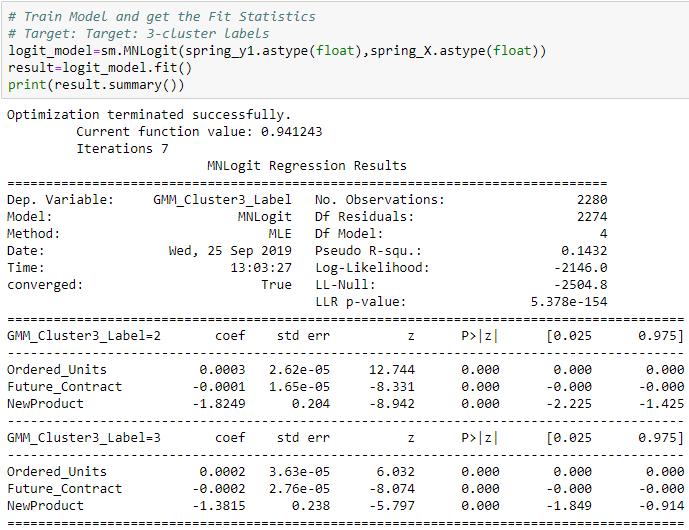 # Train Model and get the Fit Statistics
# Target: Target: 3-cluster labels
logit_model=sm.MNLogit(spring_y1.astype(float),spring_X.astype(float))
result=logit_model.fit()
print(result.summary())
Optimization terminated successfully.
         Current function value: 0.941243
         Iterations 7
                          MNLogit Regression Results
==============================================================================
Dep. Variable:     GMM_Cluster3_Label   No. Observations:                 2280
Model:                        MNLogit   Df Residuals:                     2274
Method:                           MLE   Df Model:                            4
Date:                Wed, 25 Sep 2019   Pseudo R-squ.:                  0.1432
Time:                        13:03:27   Log-Likelihood:                -2146.0
converged:                       True   LL-Null:                       -2504.8
                                        LLR p-value:                5.378e-154
========================================================================================
GMM_Cluster3_Label=2       coef    std err          z      P>|z|      [0.025      0.975]
----------------------------------------------------------------------------------------
Ordered_Units            0.0003   2.62e-05     12.744      0.000       0.000       0.000
Future_Contract         -0.0001   1.65e-05     -8.331      0.000      -0.000      -0.000
NewProduct              -1.8249      0.204     -8.942      0.000      -2.225      -1.425
----------------------------------------------------------------------------------------
GMM_Cluster3_Label=3       coef    std err          z      P>|z|      [0.025      0.975]
----------------------------------------------------------------------------------------
Ordered_Units            0.0002   3.63e-05      6.032      0.000       0.000       0.000
Future_Contract         -0.0002   2.76e-05     -8.074      0.000      -0.000      -0.000
NewProduct              -1.3815      0.238     -5.797      0.000      -1.849      -0.914
========================================================================================